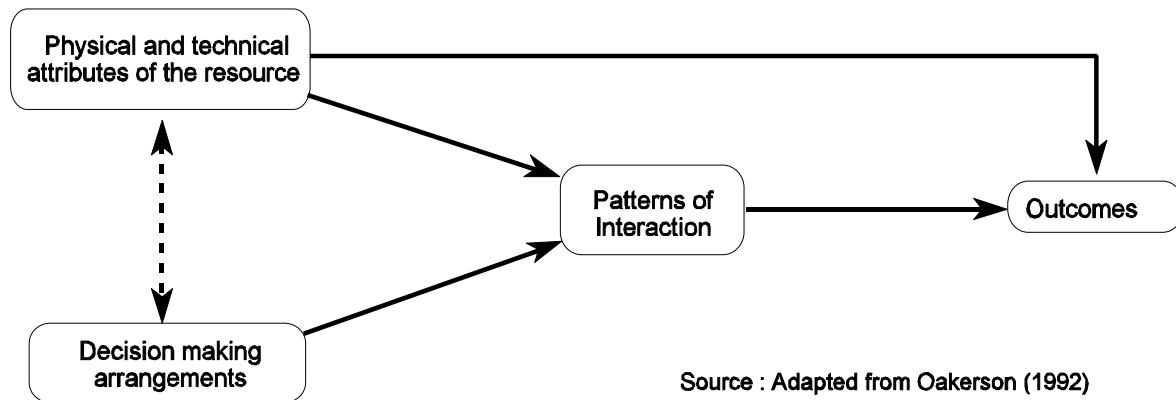 Physical and technical
attributes of the resource
Patterns of
Interaction
Outcomes
Decision making
arrangements
Source : Adapted from Oakerson (1992)